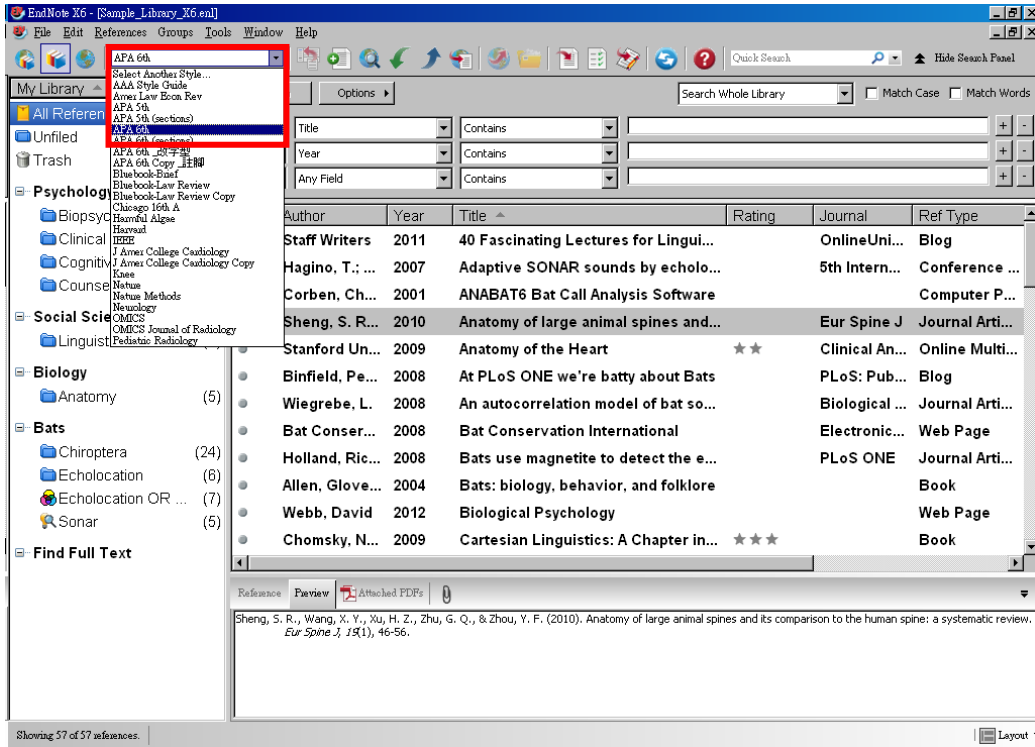 EndNote X6 - [Sample_Library_X6.enl]
File Edit References Groups Tools Window Help
APA 6th
Quick Search
Hide Search Panel
Select Another Style...
AAA Style Guide
Amer Law Econ Rev
APA 5th
APA 5th (sections)
APA 6th
APA 6th (sections)
APA 6th _改字型
APA 6th Copy _註腳
Bluebook-Brief
Bluebook-Law Review
Bluebook-Law Review Copy
Chicago 16th A
Harmful Algae
Harvard
IEEE
J Amer College Cardiology
J Amer College Cardiology Copy
Knee
Nature
Nature Methods
Neurology
OMICS
OMICS Journal of Radiology
Pediatric Radiology
My Library
All Referen
Unfiled
Trash
Psycholog
Biopsyc
Clinical
Cognitiv
Counse
Social Scie
Linguist
Biology
Anatomy (5)
Bats
Chiroptera (24)
Echolocation (6)
Echolocation OR ... (7)
Sonar (5)
Find Full Text
Options
Search Whole Library
Match Case
Match Words
Title Contains + -
Year Contains + -
Any Field Contains + -
Author Year Title Rating Journal Ref Type
Staff Writers 2011 40 Fascinating Lectures for Lingui... OnlineUni... Blog
Hagino, T.; ... 2007 Adaptive SONAR sounds by echolo... 5th Intern... Conference ...
Corben, Ch... 2001 ANABAT6 Bat Call Analysis Software Computer P...
Sheng, S. R... 2010 Anatomy of large animal spines and... Eur Spine J Journal Arti...
Stanford Un... 2009 Anatomy of the Heart ★★ Clinical An... Online Multi...
Binfield, Pe... 2008 At PLoS ONE we're batty about Bats PLoS: Pub... Blog
Wiegrebe, L. 2008 An autocorrelation model of bat so... Biological ... Journal Arti...
Bat Conser... 2008 Bat Conservation International Electronic... Web Page
Holland, Ric... 2008 Bats use magnetite to detect the e... PLoS ONE Journal Arti...
Allen, Glove... 2004 Bats: biology, behavior, and folklore Book
Webb, David 2012 Biological Psychology Web Page
Chomsky, N... 2009 Cartesian Linguistics: A Chapter in... ★★★ Book
Reference Preview Attached PDFs
Sheng, S. R., Wang, X. Y., Xu, H. Z., Zhu, G. Q., & Zhou, Y. F. (2010). Anatomy of large animal spines and its comparison to the human spine: a systematic review.
Eur Spine J, 19(1), 46-56.
Showing 57 of 57 references.
Layout